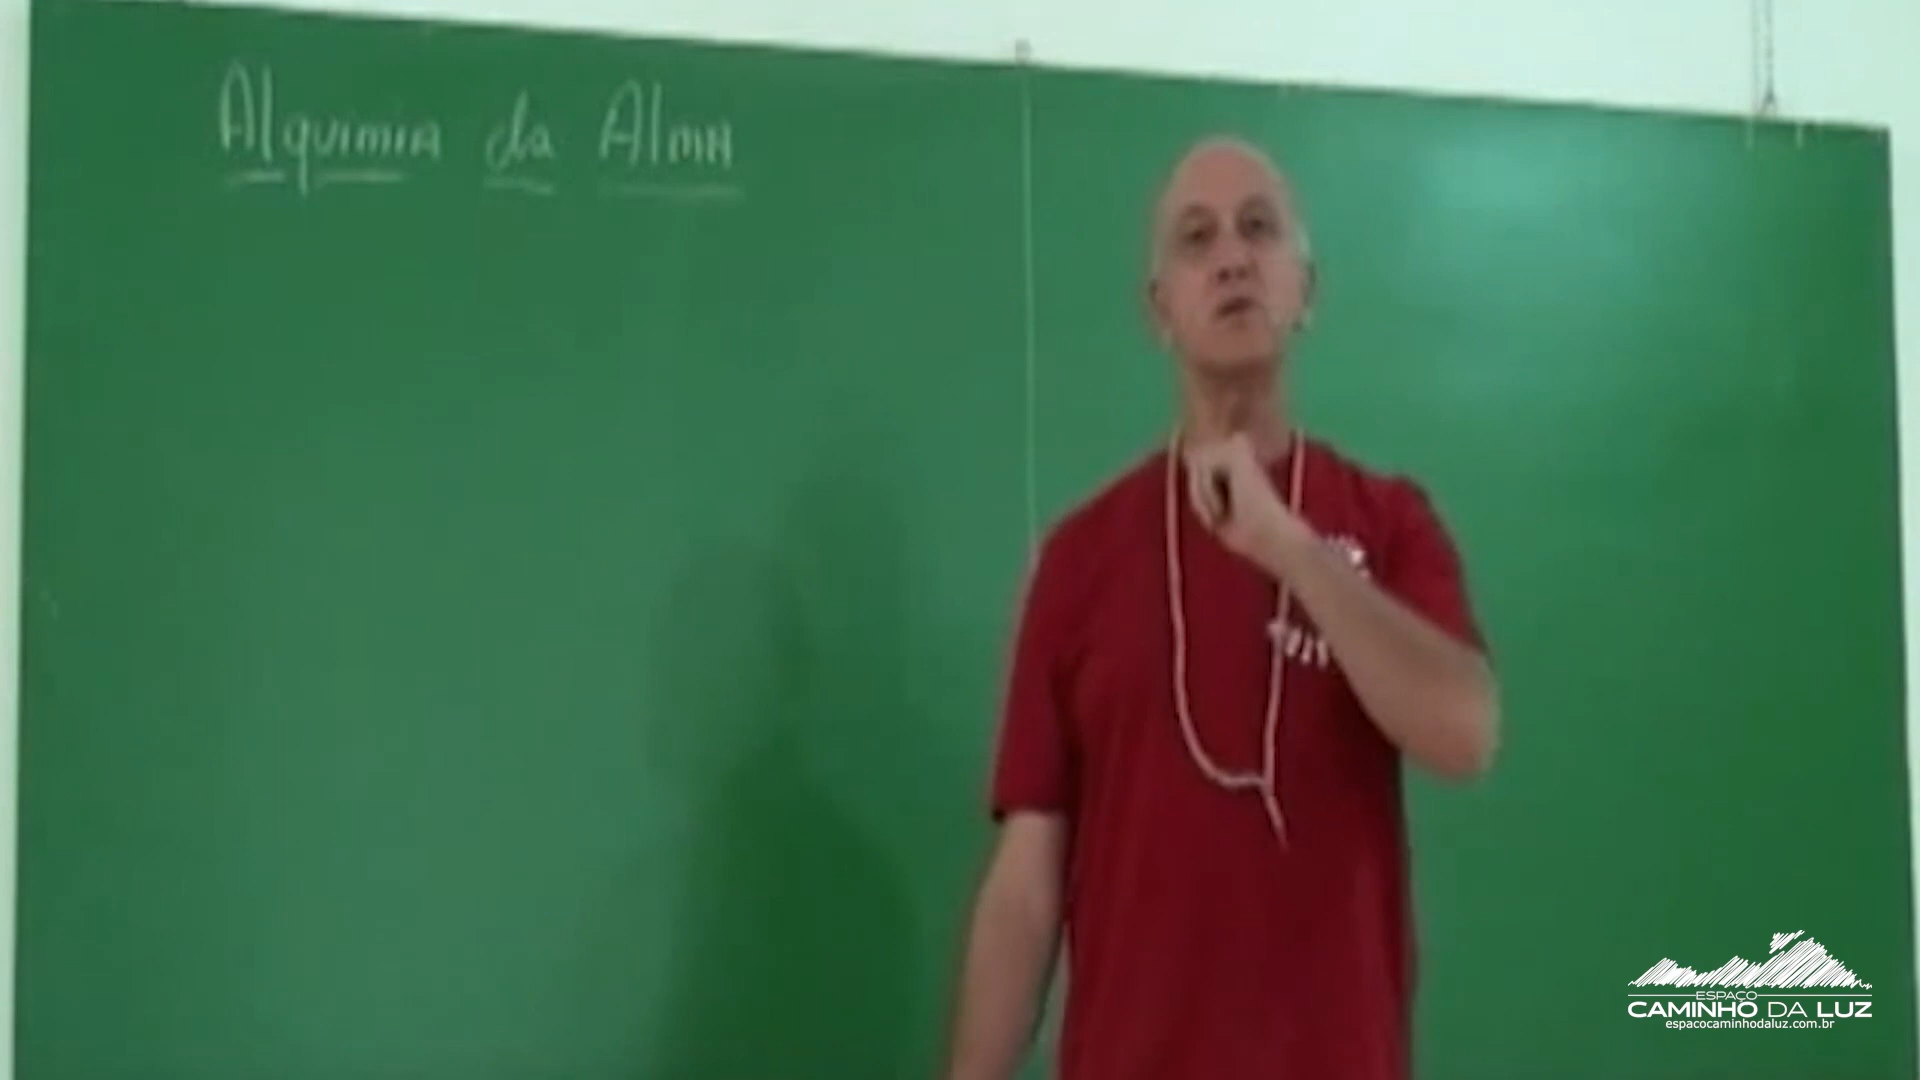 Alquimia da Alma
ESPAÇO
CAMINHO DA LUZ
espacocaminhodaluz.com.br